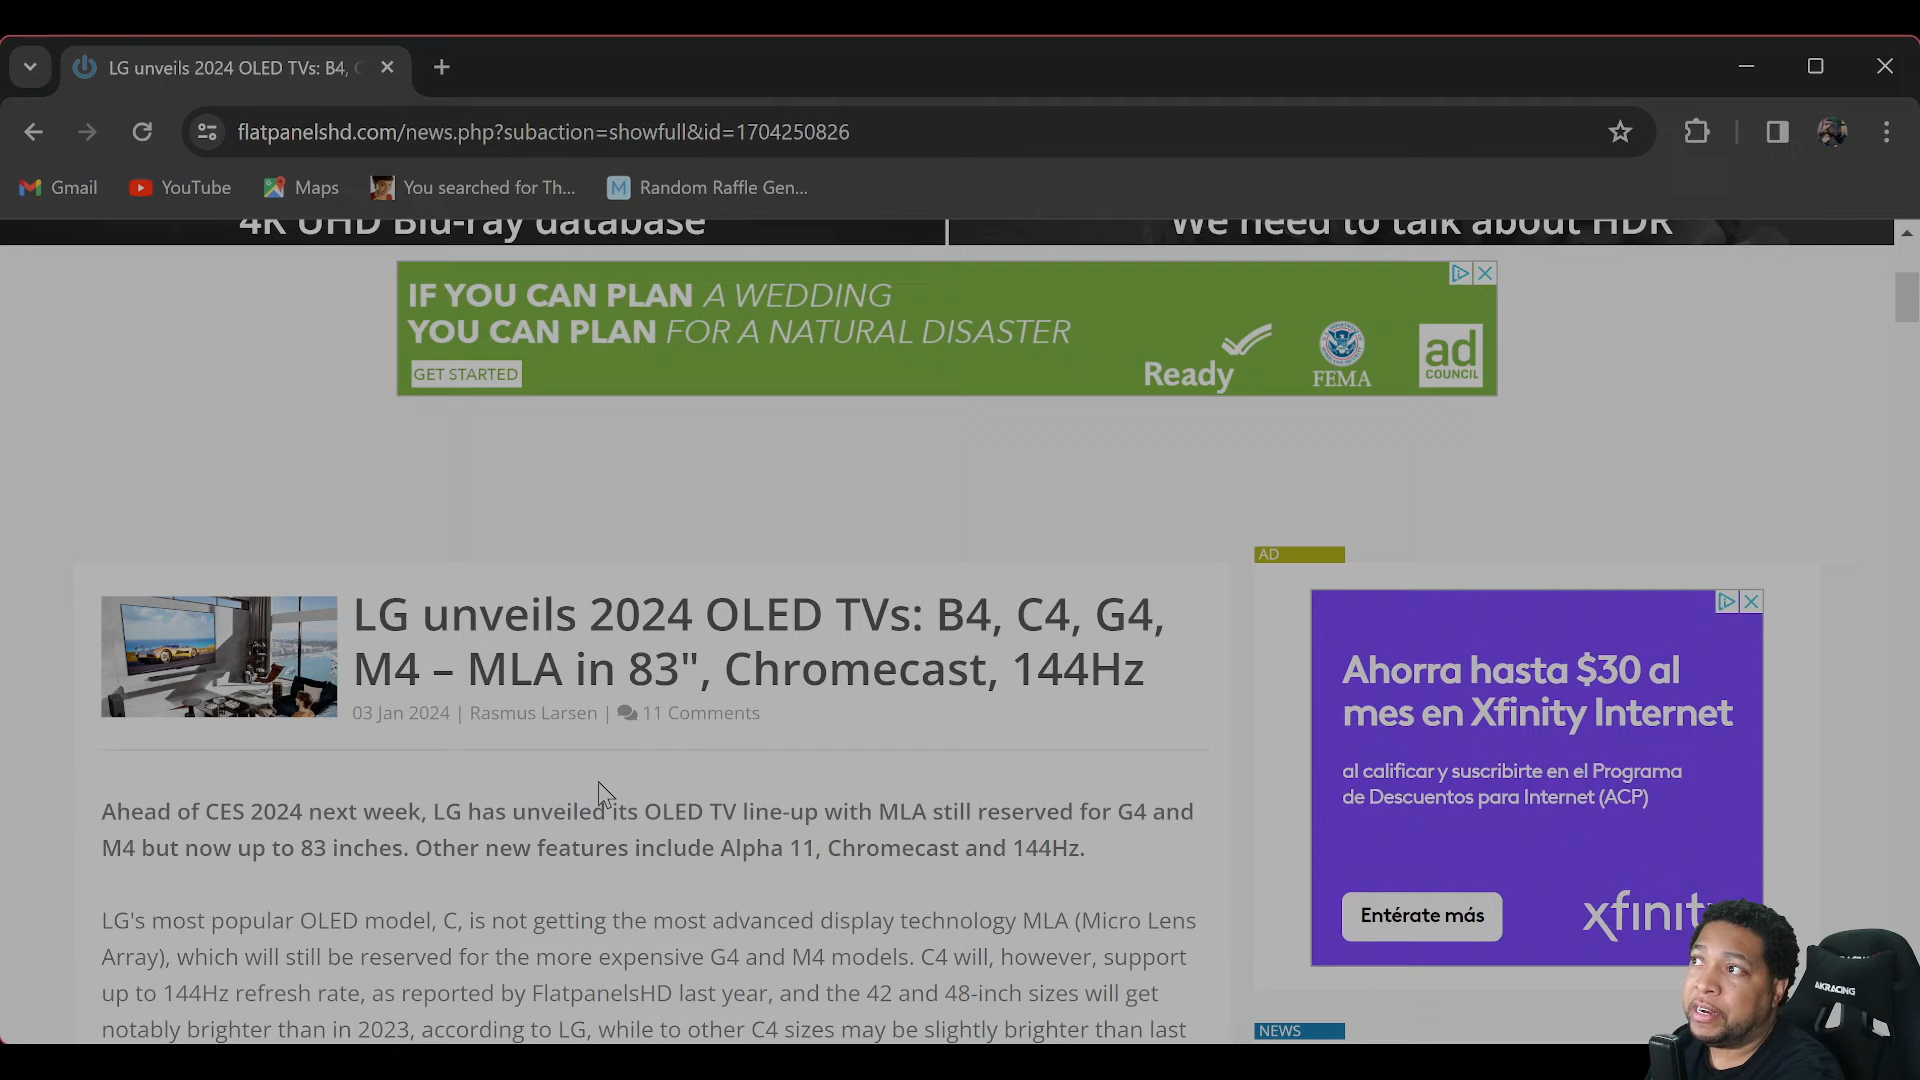 LG unveils 2024 OLED TVs: B4,
flatpanelshd.com/news.php?subaction=showfull&id=1704250826
Gmail
YouTube
Maps
You searched for Th...
M
Random Raffle Gen...
4K UHD Blu-ray database
We need to talk about HDR
IF YOU CAN PLAN A WEDDING
YOU CAN PLAN FOR A NATURAL DISASTER
GET STARTED
Ready
FEMA
ad
COUNCIL
AD
LG unveils 2024 OLED TVs: B4, C4, G4,
M4 – MLA in 83", Chromecast, 144Hz
03 Jan 2024 | Rasmus Larsen | 11 Comments
Ahead of CES 2024 next week, LG has unveiled its OLED TV line-up with MLA still reserved for G4 and
M4 but now up to 83 inches. Other new features include Alpha 11, Chromecast and 144Hz.
LG's most popular OLED model, C, is not getting the most advanced display technology MLA (Micro Lens
Array), which will still be reserved for the more expensive G4 and M4 models. C4 will, however, support
up to 144Hz refresh rate, as reported by FlatpanelsHD last year, and the 42 and 48-inch sizes will get
notably brighter than in 2023, according to LG, while to other C4 sizes may be slightly brighter than last
Ahorra hasta $30 al
mes en Xfinity Internet
al calificar y suscribirte en el Programa
de Descuentos para Internet (ACP)
Entérate más
xfinity
NEWS
AKRACING